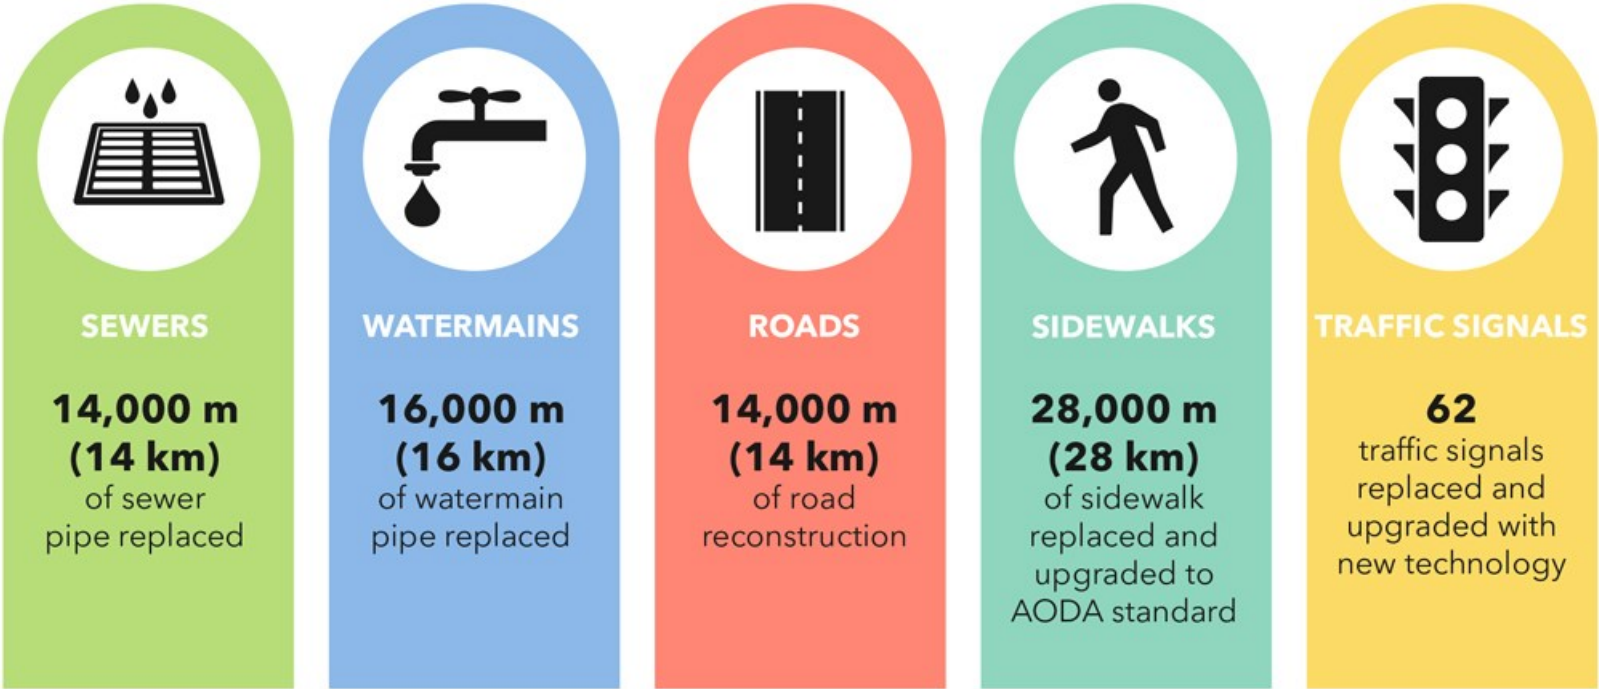 SEWERS
14,000 m
(14 km)
of sewer
pipe replaced
WATERMAINS
16,000 m
(16 km)
of watermain
pipe replaced
ROADS
14,000 m
(14 km)
of road
reconstruction
SIDEWALKS
28,000 m
(28 km)
of sidewalk
replaced and
upgraded to
AODA standard
TRAFFIC SIGNALS
62
traffic signals
replaced and
upgraded with
new technology